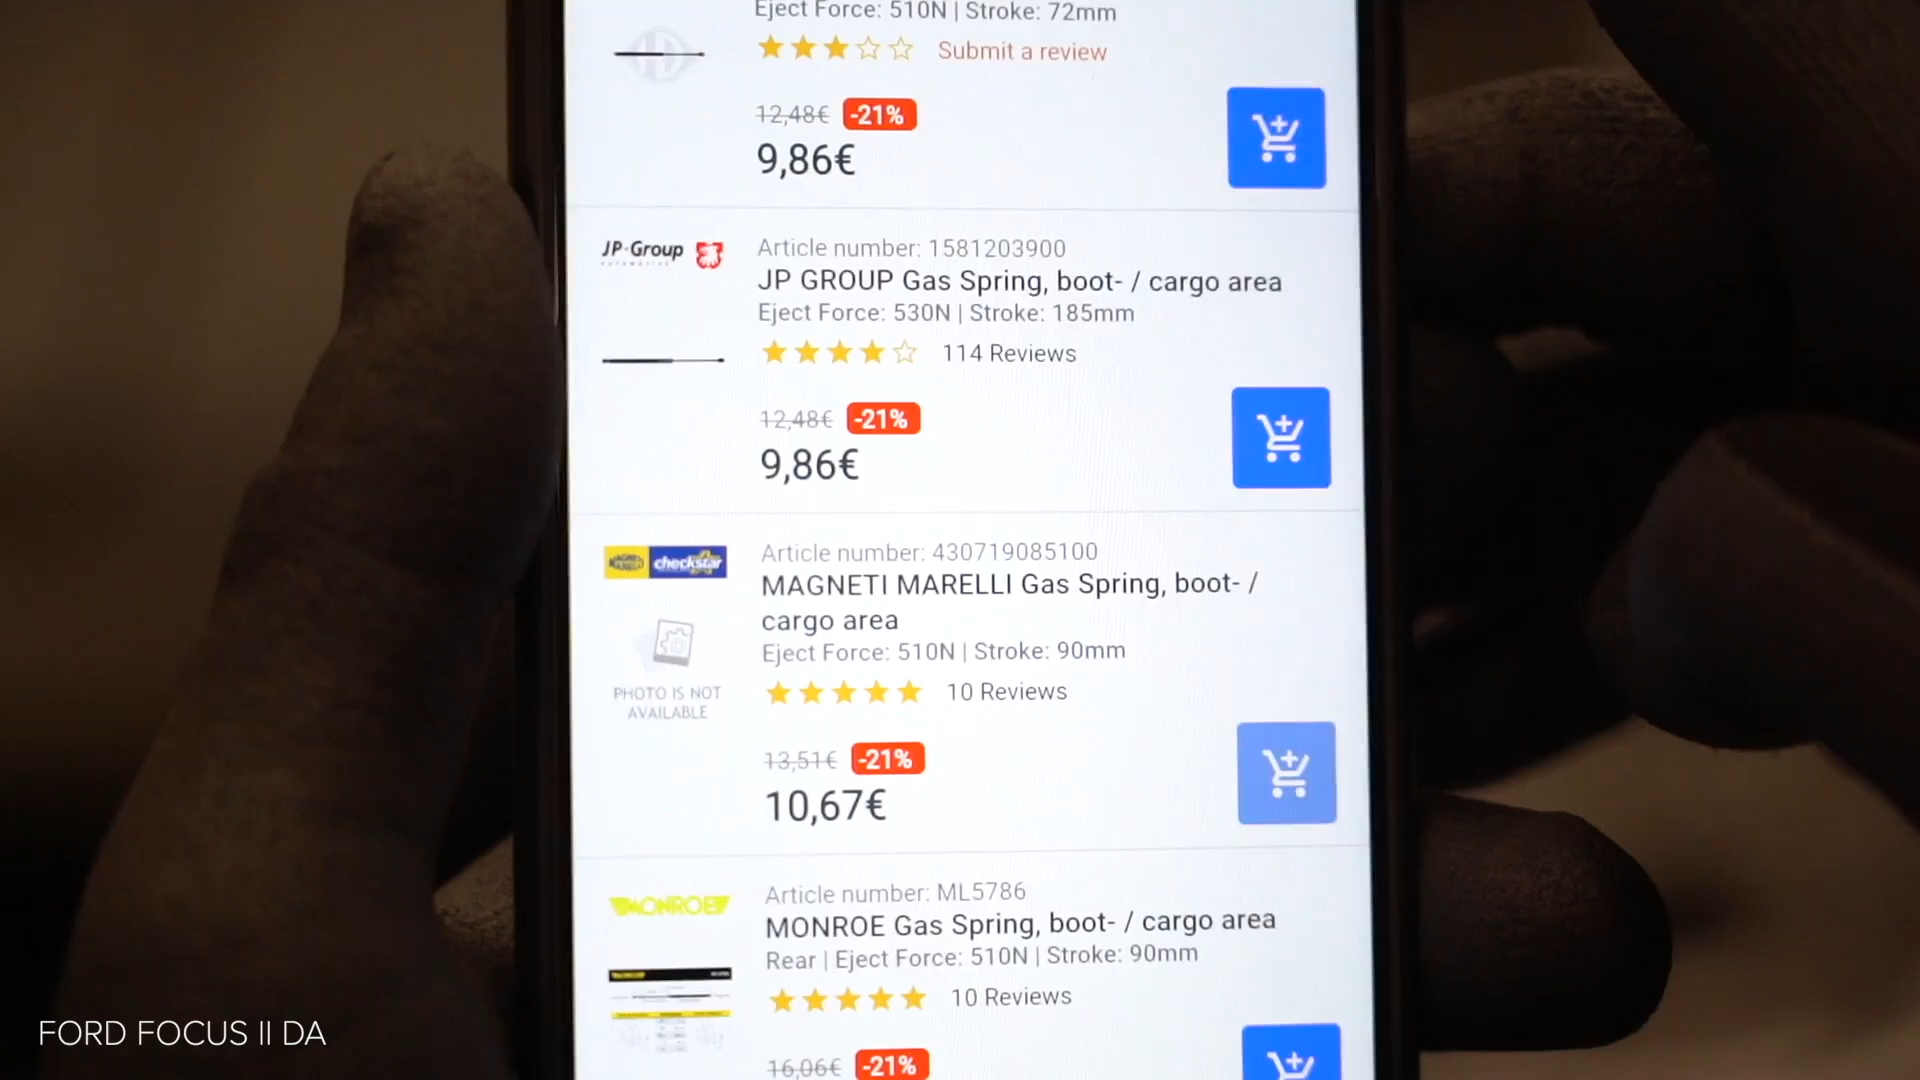 Eject Force: 510N | Stroke: 72mm
Submit a review
12,48€ -21%
9,86€
JP Group
Article number: 1581203900
JP GROUP Gas Spring, boot- / cargo area
Eject Force: 530N | Stroke: 185mm
114 Reviews
12,48€ -21%
9,86€
MAGNETI MARELLI checkstar
Article number: 430719085100
MAGNETI MARELLI Gas Spring, boot- /
cargo area
Eject Force: 510N | Stroke: 90mm
PHOTO IS NOT
AVAILABLE
10 Reviews
13,51€ -21%
10,67€
MONROE
Article number: ML5786
MONROE Gas Spring, boot- / cargo area
Rear | Eject Force: 510N | Stroke: 90mm
10 Reviews
16,06€ -21%
FORD FOCUS II DA